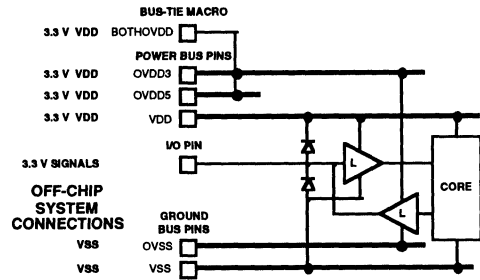 BUS-TIE MACRO
3.3 V VDD BOTHOVDD
POWER BUS PINS
3.3 V VDD OVDD3
3.3 V VDD OVDD5
3.3 V VDD VDD
I/O PIN
3.3 V SIGNALS
L
CORE
OFF-CHIP
SYSTEM
CONNECTIONS
GROUND
BUS PINS
L
VSS OVSS
VSS VSS